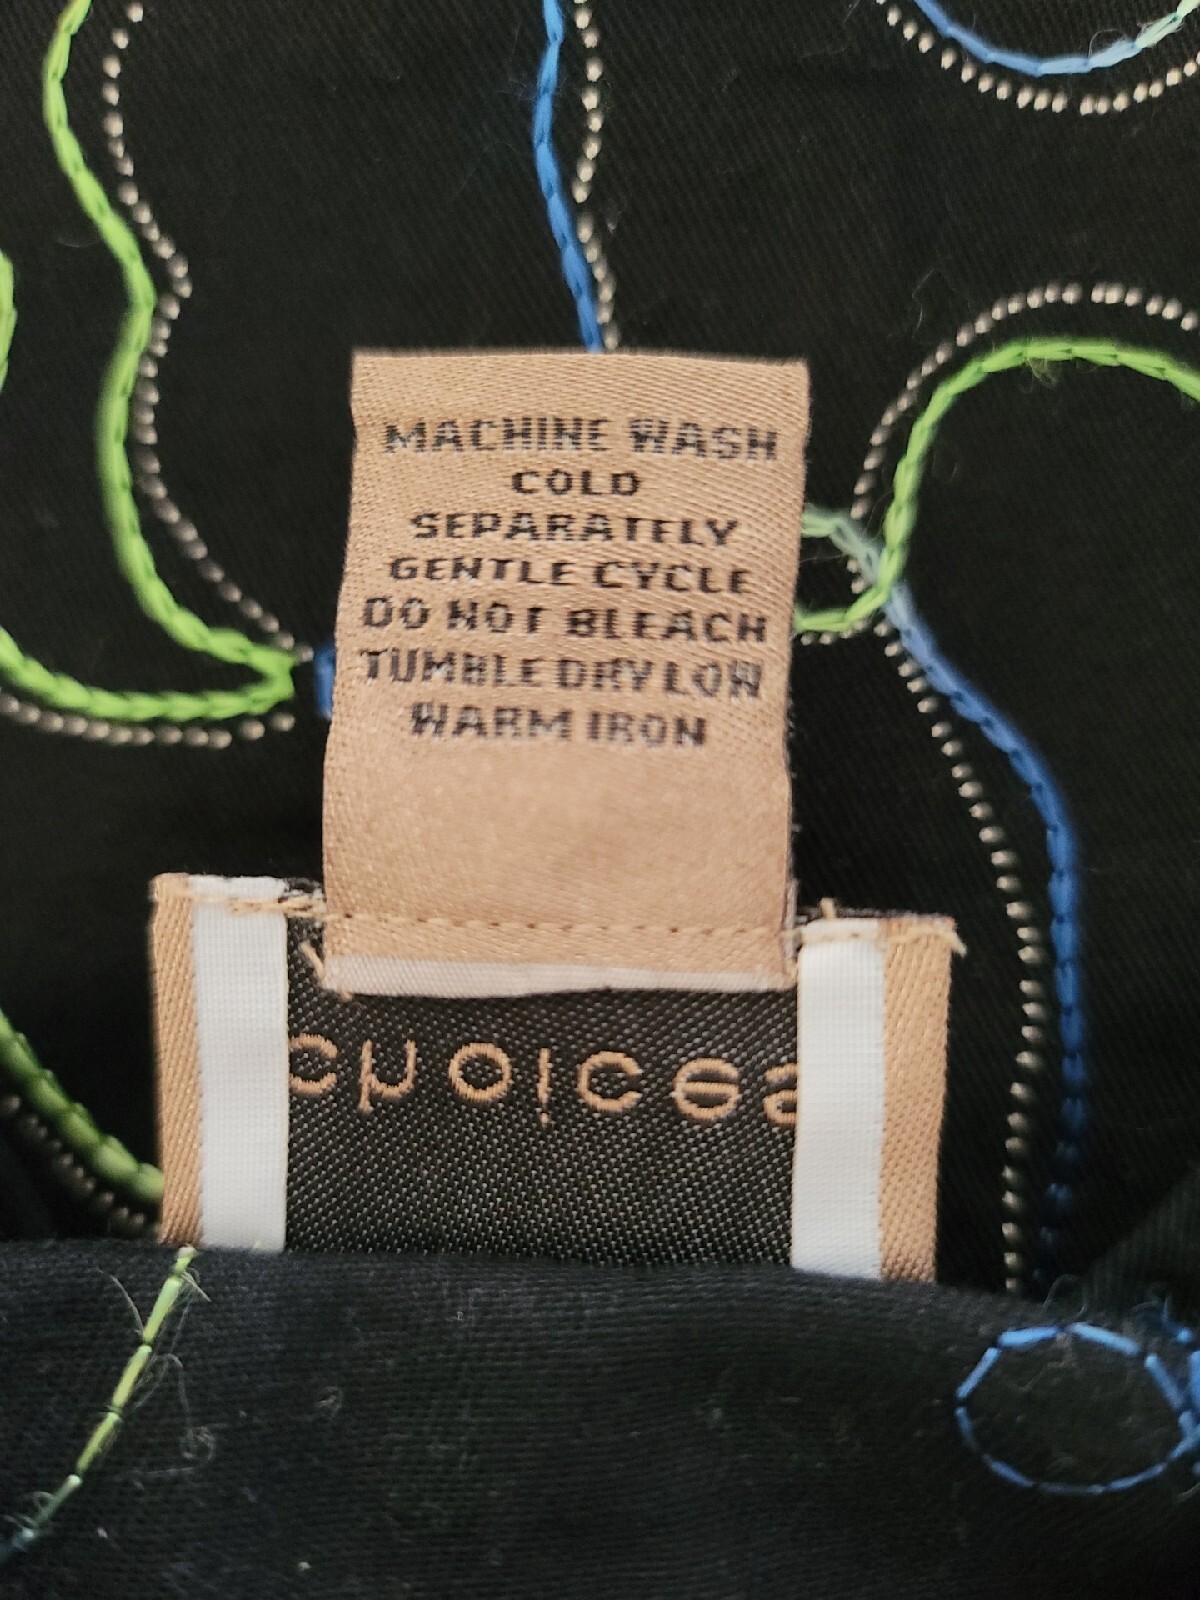 MACHINE WASH
COLD
SEPARATELY
GENTLE CYCLE
DO NOT BLEACH
TUMBLE DRY LOW
WARM IRON
choices